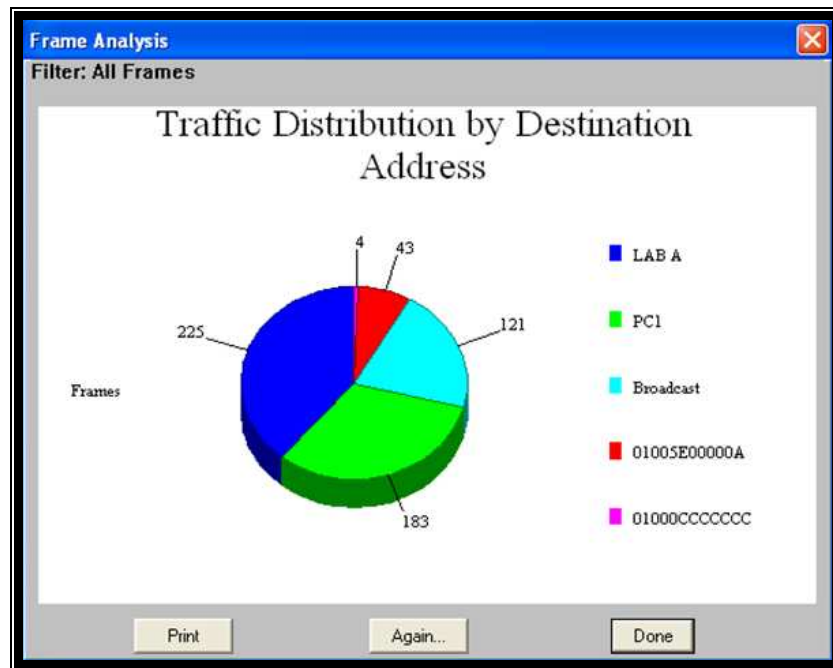 Frame Analysis
Filter: All Frames
Traffic Distribution by Destination
Address
4
43
225
121
183
Frames
LAB A
PC1
Broadcast
01005E00000A
01000CCCCCCC
Print
Again...
Done